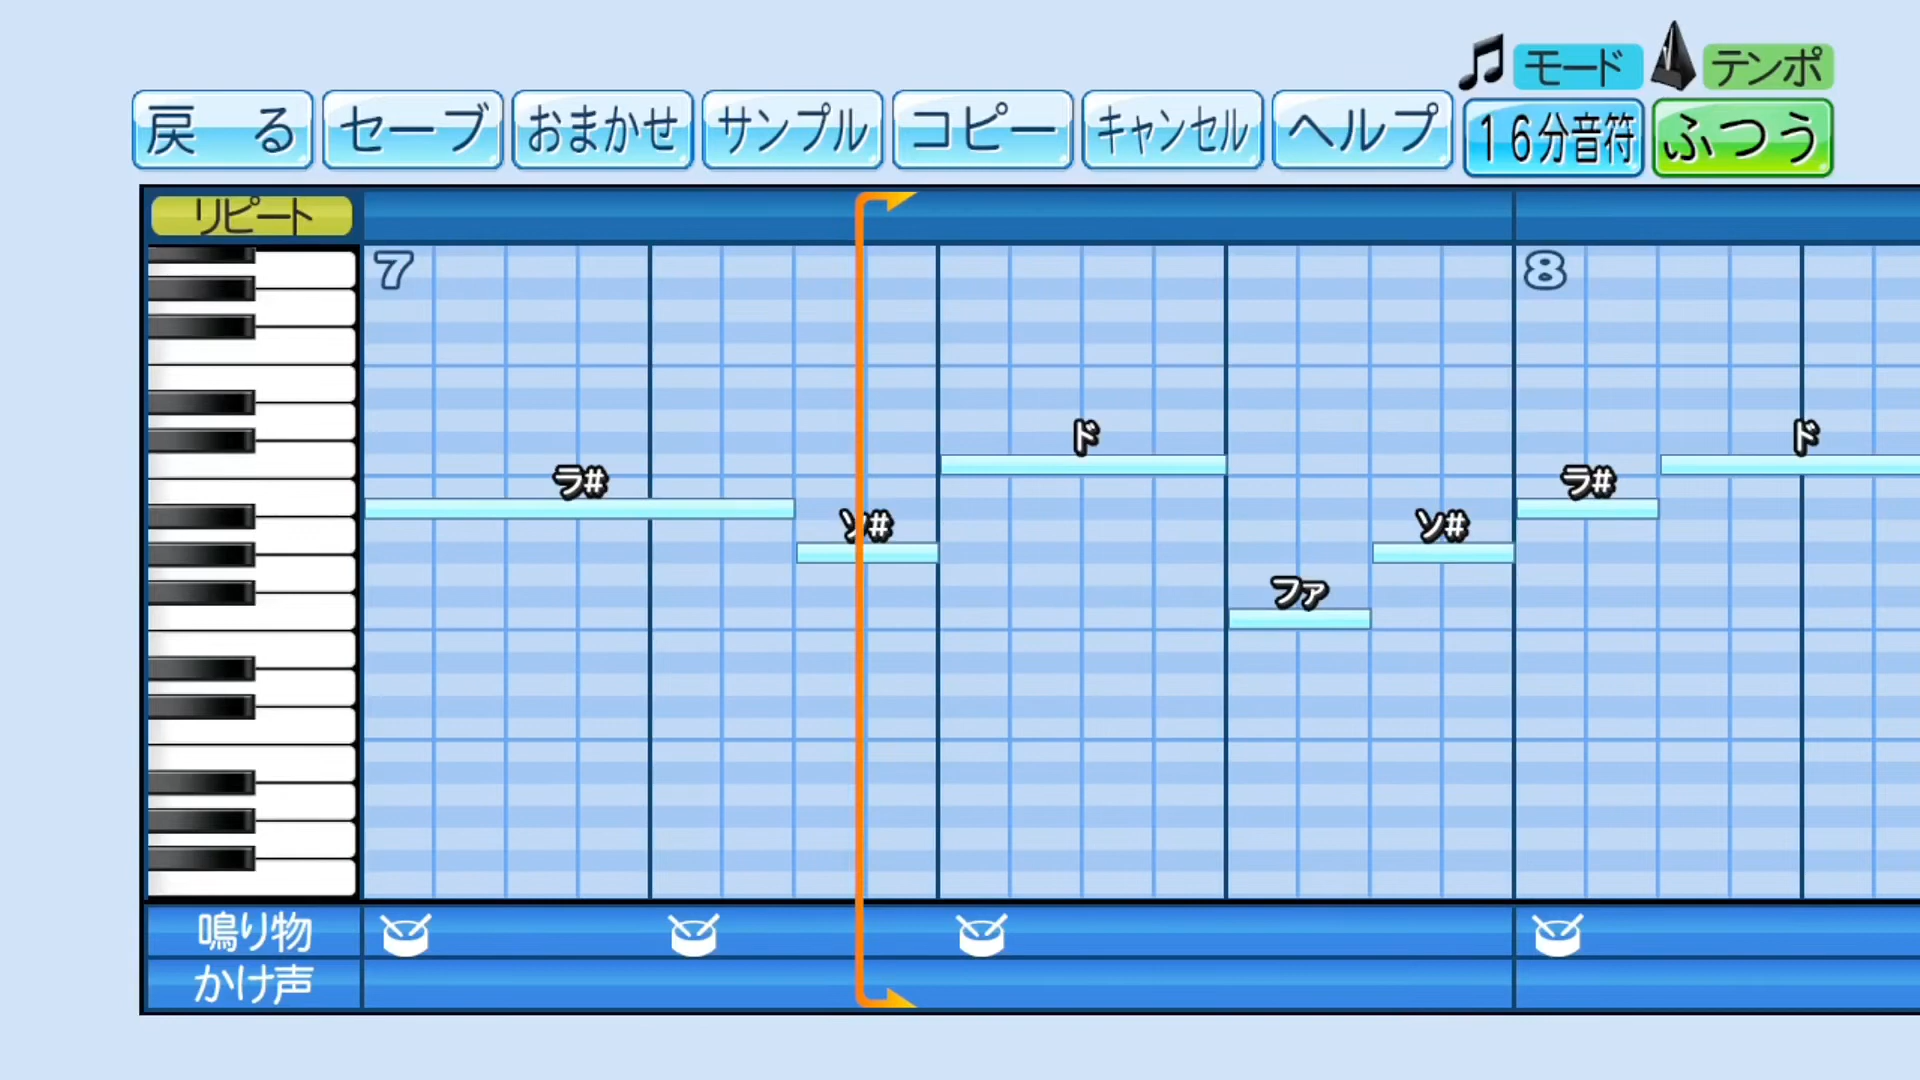 モード テンポ
戻る セーブ おまかせ サンプル コピー キャンセル ヘルプ 16分音符 ふつう
リピート
7 8
ド ド
ラ# ラ#
ソ# ソ#
ファ
鳴り物
かけ声